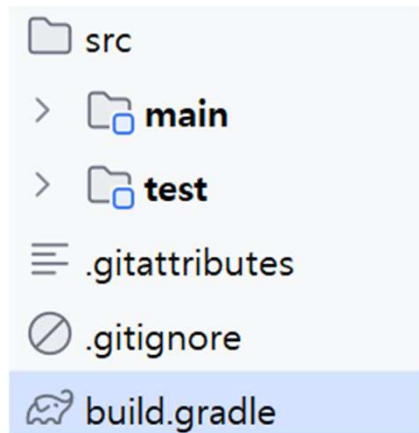 src
main
test
.gitattributes
.gitignore
build.gradle